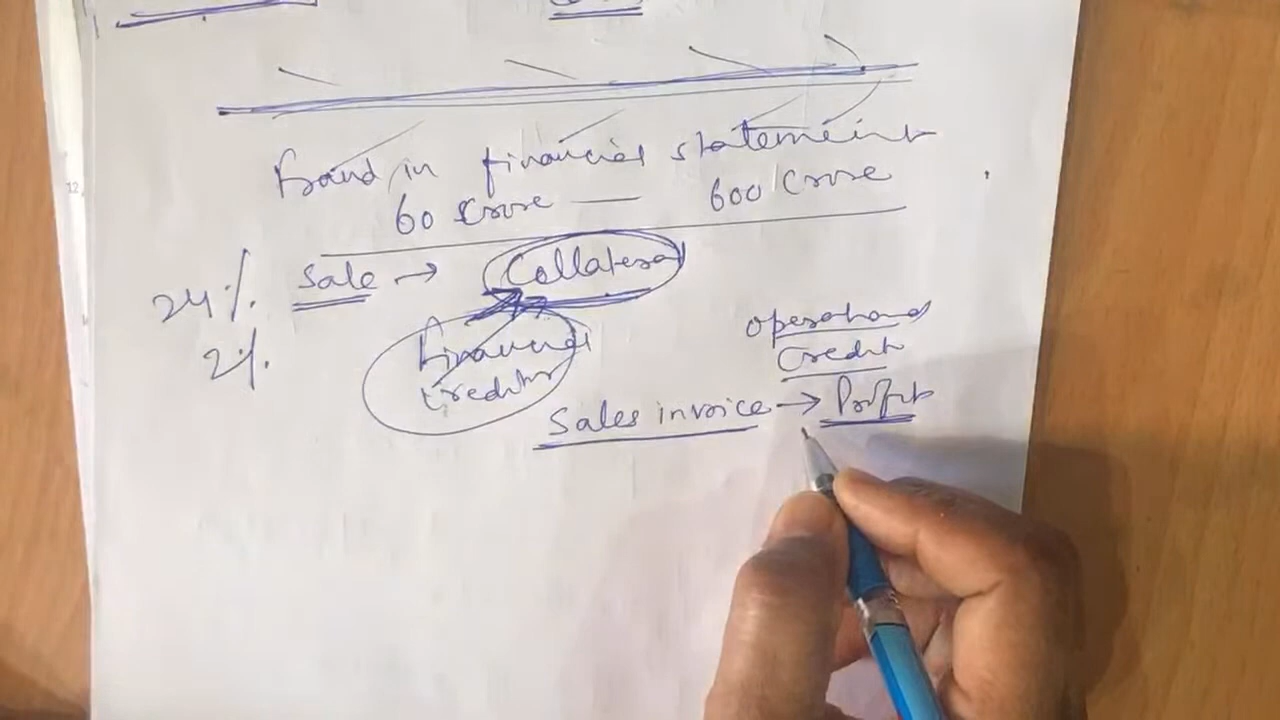 Fraud in financial statement
60 Crore — 600 Crore
24% Sale → Collateral
2% Financial Creditor
Operational Credit
Sales invoice → Profit
12